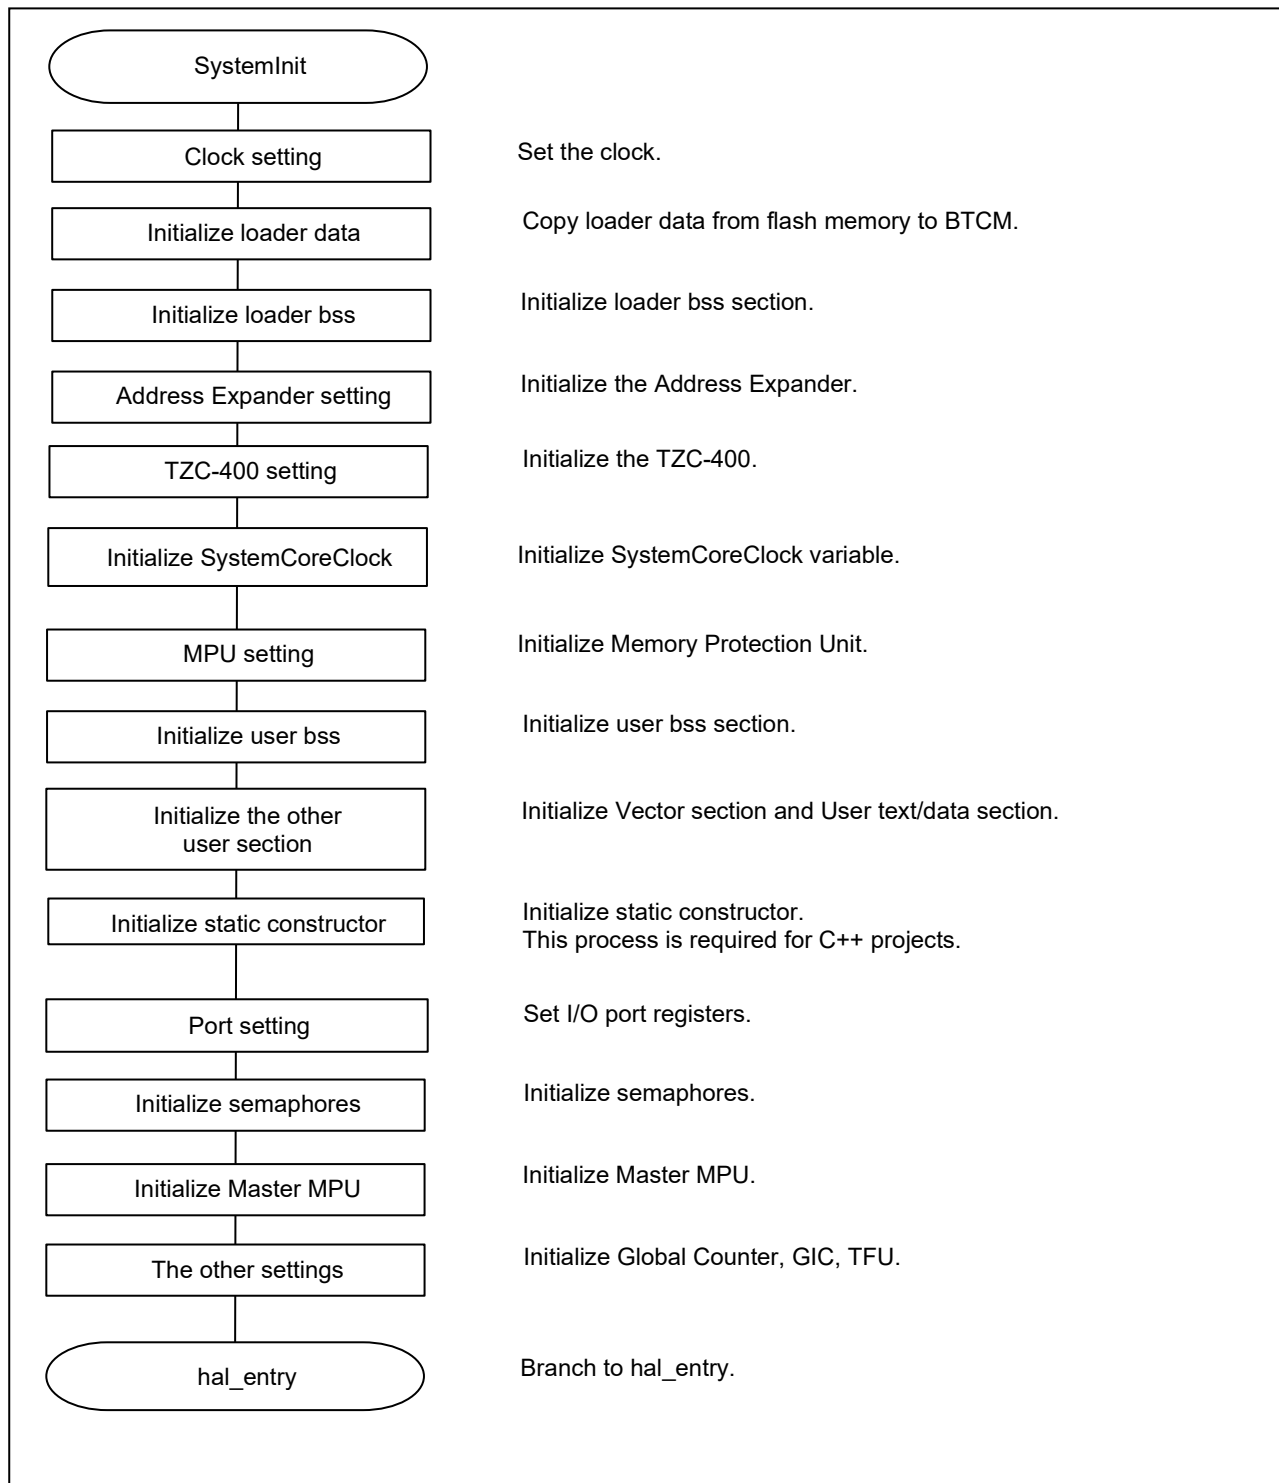 SystemInit
Clock setting
Set the clock.
Initialize loader data
Copy loader data from flash memory to BTCM.
Initialize loader bss
Initialize loader bss section.
Address Expander setting
Initialize the Address Expander.
TZC-400 setting
Initialize the TZC-400.
Initialize SystemCoreClock
Initialize SystemCoreClock variable.
MPU setting
Initialize Memory Protection Unit.
Initialize user bss
Initialize user bss section.
Initialize the other
user section
Initialize Vector section and User text/data section.
Initialize static constructor
Initialize static constructor.
This process is required for C++ projects.
Port setting
Set I/O port registers.
Initialize semaphores
Initialize semaphores.
Initialize Master MPU
Initialize Master MPU.
The other settings
Initialize Global Counter, GIC, TFU.
hal_entry
Branch to hal_entry.